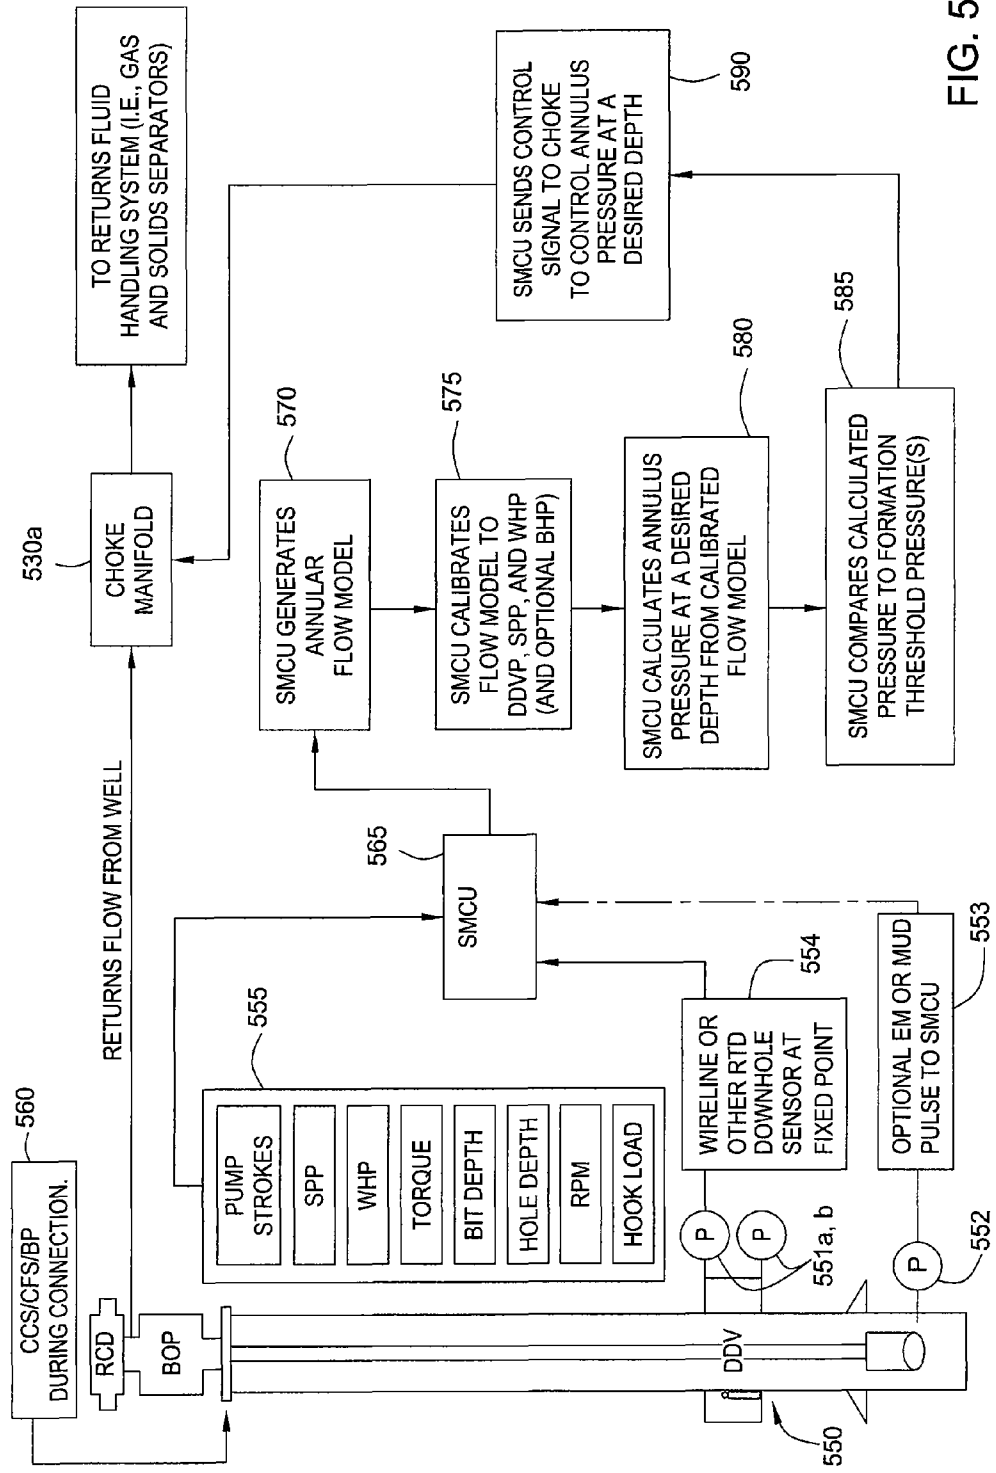 560
CCS/CFS/BP
DURING CONNECTION.
RCD
BOP
DDV
550
RETURNS FLOW FROM WELL
530a
CHOKE
MANIFOLD
TO RETURNS FLUID
HANDLING SYSTEM (I.E., GAS
AND SOLIDS SEPARATORS)
555
PUMP
STROKES
SPP
WHP
TORQUE
BIT DEPTH
HOLE DEPTH
RPM
HOOK LOAD
P
P
551a, b
P
552
WIRELINE OR
OTHER RTD
DOWNHOLE
SENSOR AT
FIXED POINT
554
OPTIONAL EM OR MUD
PULSE TO SMCU
553
SMCU
565
SMCU GENERATES
ANNULAR
FLOW MODEL
570
SMCU CALIBRATES
FLOW MODEL TO
DDVP, SPP, AND WHP
(AND OPTIONAL BHP)
575
SMCU CALCULATES ANNULUS
PRESSURE AT A DESIRED
DEPTH FROM CALIBRATED
FLOW MODEL
580
SMCU COMPARES CALCULATED
PRESSURE TO FORMATION
THRESHOLD PRESSURE(S)
585
SMCU SENDS CONTROL
SIGNAL TO CHOKE
TO CONTROL ANNULUS
PRESSURE AT A
DESIRED DEPTH
590
FIG. 5